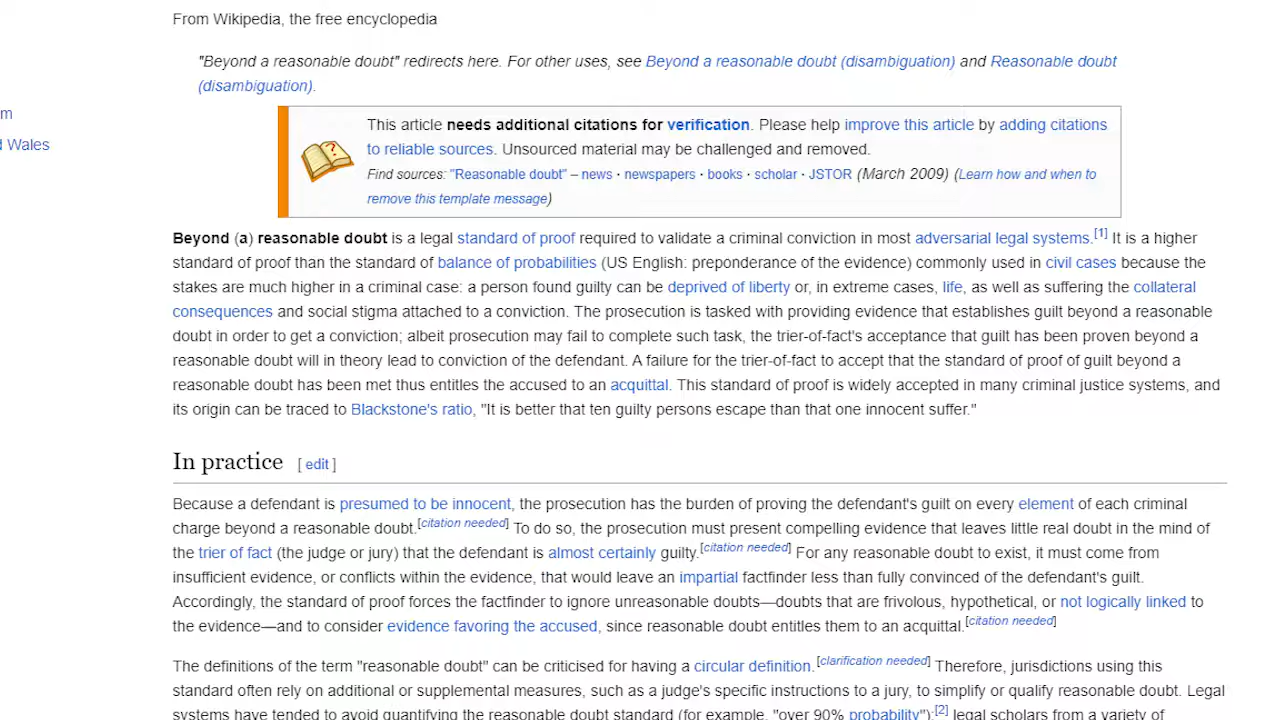 From Wikipedia, the free encyclopedia
"Beyond a reasonable doubt" redirects here. For other uses, see Beyond a reasonable doubt (disambiguation) and Reasonable doubt
(disambiguation).
m
Wales
This article needs additional citations for verification. Please help improve this article by adding citations
to reliable sources. Unsourced material may be challenged and removed.
Find sources: "Reasonable doubt" – news · newspapers · books · scholar · JSTOR (March 2009) (Learn how and when to
remove this template message)
Beyond (a) reasonable doubt is a legal standard of proof required to validate a criminal conviction in most adversarial legal systems.[1] It is a higher
standard of proof than the standard of balance of probabilities (US English: preponderance of the evidence) commonly used in civil cases because the
stakes are much higher in a criminal case: a person found guilty can be deprived of liberty or, in extreme cases, life, as well as suffering the collateral
consequences and social stigma attached to a conviction. The prosecution is tasked with providing evidence that establishes guilt beyond a reasonable
doubt in order to get a conviction; albeit prosecution may fail to complete such task, the trier-of-fact's acceptance that guilt has been proven beyond a
reasonable doubt will in theory lead to conviction of the defendant. A failure for the trier-of-fact to accept that the standard of proof of guilt beyond a
reasonable doubt has been met thus entitles the accused to an acquittal. This standard of proof is widely accepted in many criminal justice systems, and
its origin can be traced to Blackstone's ratio, "It is better that ten guilty persons escape than that one innocent suffer."
In practice [ edit ]
Because a defendant is presumed to be innocent, the prosecution has the burden of proving the defendant's guilt on every element of each criminal
charge beyond a reasonable doubt.[citation needed] To do so, the prosecution must present compelling evidence that leaves little real doubt in the mind of
the trier of fact (the judge or jury) that the defendant is almost certainly guilty.[citation needed] For any reasonable doubt to exist, it must come from
insufficient evidence, or conflicts within the evidence, that would leave an impartial factfinder less than fully convinced of the defendant's guilt.
Accordingly, the standard of proof forces the factfinder to ignore unreasonable doubts—doubts that are frivolous, hypothetical, or not logically linked to
the evidence—and to consider evidence favoring the accused, since reasonable doubt entitles them to an acquittal.[citation needed]
The definitions of the term "reasonable doubt" can be criticised for having a circular definition.[clarification needed] Therefore, jurisdictions using this
standard often rely on additional or supplemental measures, such as a judge's specific instructions to a jury, to simplify or qualify reasonable doubt. Legal
systems have tended to avoid quantifying the reasonable doubt standard (for example, "over 90% probability");[2] legal scholars from a variety of